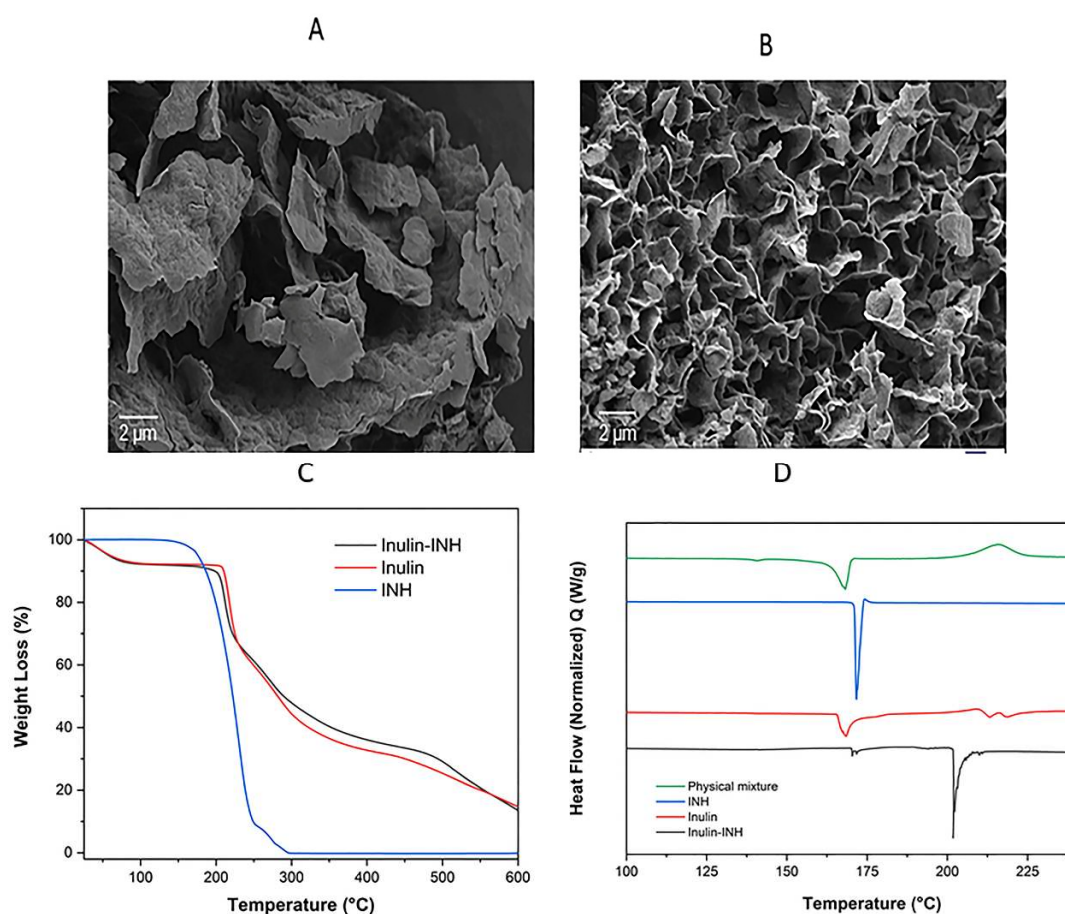 A
B
2 µm
2 µm
C
D
Weight Loss (%)
100
80
60
40
20
0
Inulin-INH
Inulin
INH
100
200
300
400
500
600
Temperature (°C)
Heat Flow (Normalized) Q (W/g)
Physical mixture
INH
Inulin
Inulin-INH
100
125
150
175
200
225
Temperature (°C)